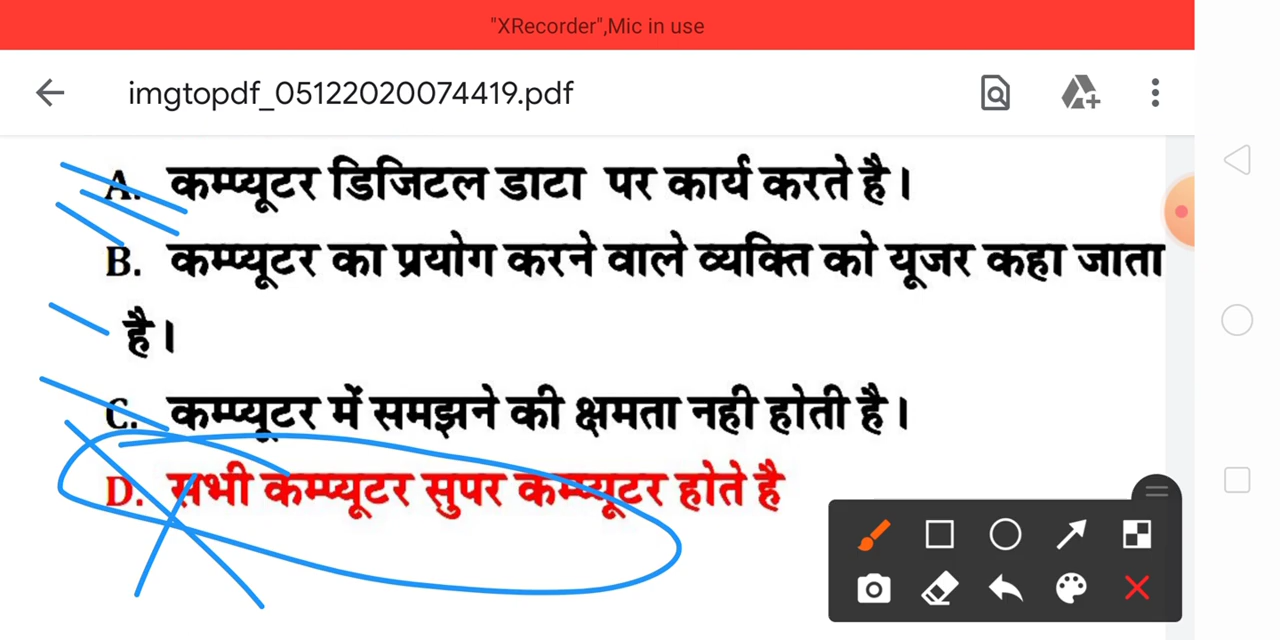 "XRecorder",Mic in use
imgtopdf_05122020074419.pdf
A. कम्प्यूटर डिजिटल डाटा पर कार्य करते है।
B. कम्प्यूटर का प्रयोग करने वाले व्यक्ति को यूजर कहा जाता
है।
C. कम्प्यूटर में समझने की क्षमता नही होती है।
D. सभी कम्प्यूटर सुपर कम्प्यूटर होते है